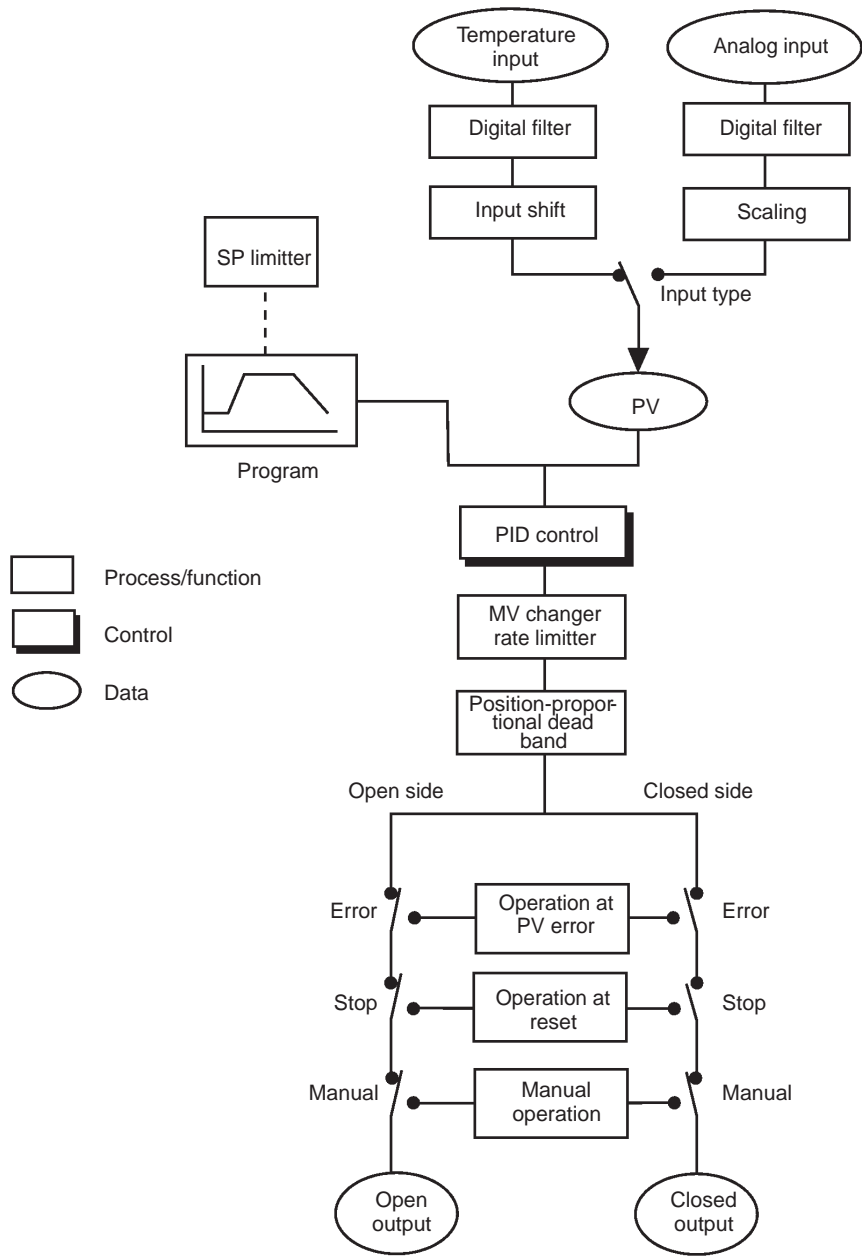 Temperature
input
Analog input
Digital filter
Digital filter
Input shift
Scaling
SP limitter
Input type
PV
Program
PID control
Process/function
MV changer
rate limitter
Control
Data
Position-propor-
tional dead
band
Open side
Closed side
Error
Operation at
PV error
Error
Stop
Operation at
reset
Stop
Manual
Manual
operation
Manual
Open
output
Closed
output